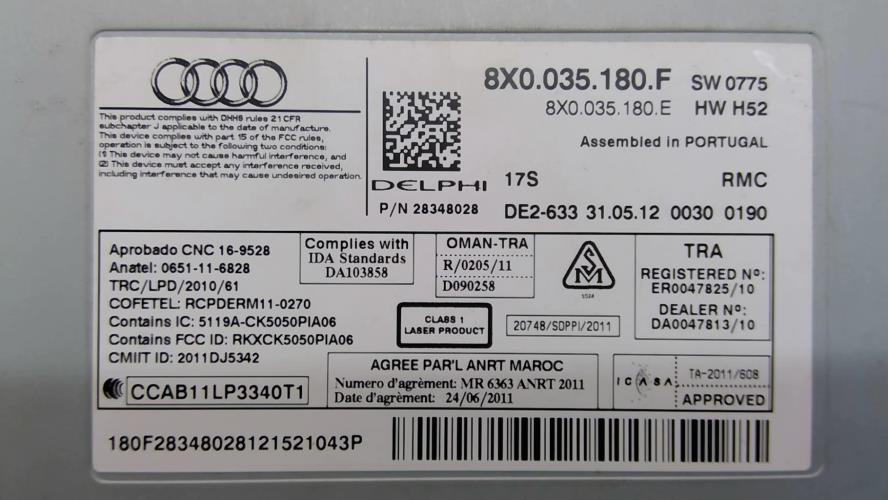 This product complies with DHHS rules 21 CFR
subchapter J applicable to the date of manufacture.
This device complies with part 15 of the FCC rules,
operation is subject to the following two conditions:
(1) This device may not cause harmful interference, and
(2) This device must accept any interference received,
including interference that may cause undesired operation.
DELPHI
P/N 28348028
8X0.035.180.F SW 0775
8X0.035.180.E HW H52
Assembled in PORTUGAL
17S RMC
DE2-633 31.05.12 0030 0190
Aprobado CNC 16-9528
Anatel: 0651-11-6828
TRC/LPD/2010/61
COFETEL: RCPDERM11-0270
Contains IC: 5119A-CK5050PIA06
Contains FCC ID: RKXCK5050PIA06
CMIIT ID: 2011DJ5342
CCAB11LP3340T1
Complies with
IDA Standards
DA103858
OMAN-TRA
R/0205/11
D090258
CLASS 1
LASER PRODUCT
20748/SDPPI/2011
TRA
REGISTERED Nº:
ER0047825/10
DEALER Nº:
DA0047813/10
AGREE PAR'L ANRT MAROC
Numero d'agrèment: MR 6363 ANRT 2011
Date d'agrèment: 24/06/2011
ICASA
TA-2011/608
APPROVED
180F28348028121521043P